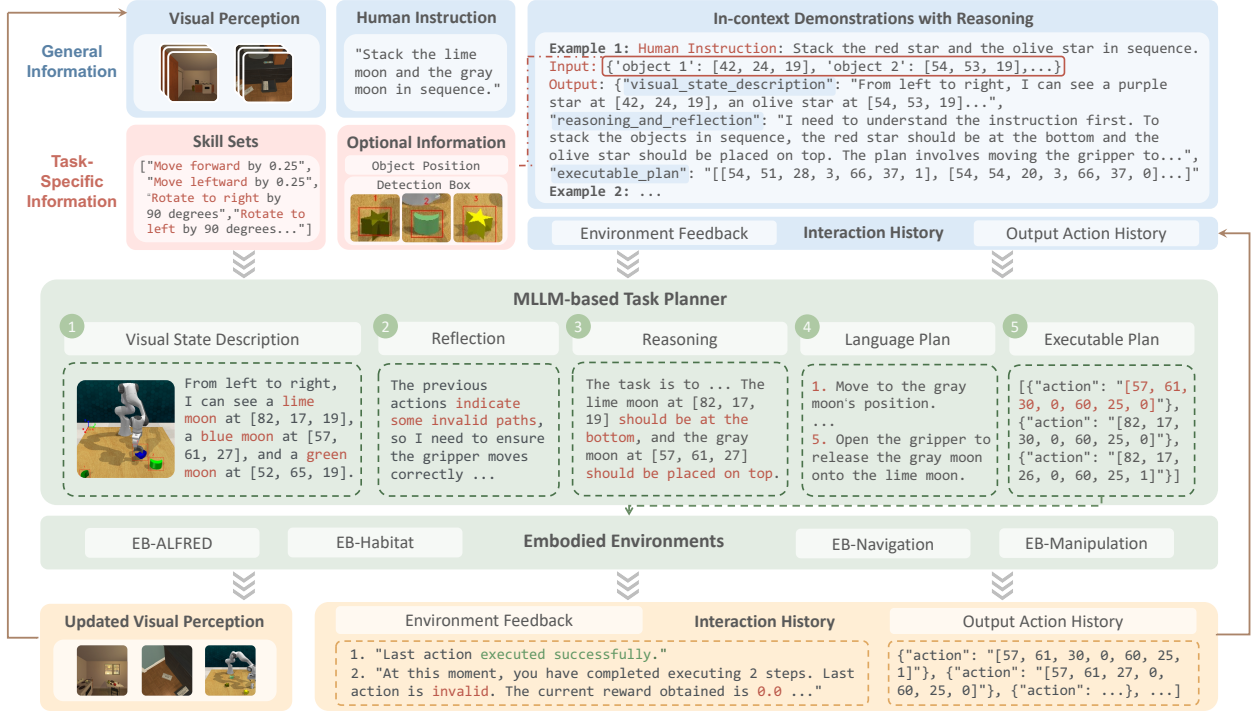 General
Information
Visual Perception
Human Instruction
"Stack the lime
moon and the gray
moon in sequence."
In-context Demonstrations with Reasoning
Example 1: Human Instruction: Stack the red star and the olive star in sequence.
Input: {'object 1': [42, 24, 19], 'object 2': [54, 53, 19],...}
Output: {"visual_state_description": "From left to right, I can see a purple
star at [42, 24, 19], an olive star at [54, 53, 19]...",
"reasoning_and_reflection": "I need to understand the instruction first. To
stack the objects in sequence, the red star should be at the bottom and the
olive star should be placed on top. The plan involves moving the gripper to...",
"executable_plan": "[[54, 51, 28, 3, 66, 37, 1], [54, 54, 20, 3, 66, 37, 0]...]"
Example 2: ...
Task-
Specific
Information
Skill Sets
["Move forward by 0.25",
"Move leftward by 0.25",
"Rotate to right by
90 degrees","Rotate to
left by 90 degrees..."]
Optional Information
Object Position
Detection Box
1
2
3
Environment Feedback
Interaction History
Output Action History
MLLM-based Task Planner
1
Visual State Description
From left to right,
I can see a lime
moon at [82, 17, 19],
a blue moon at [57,
61, 27], and a green
moon at [52, 65, 19].
2
Reflection
The previous
actions indicate
some invalid paths,
so I need to ensure
the gripper moves
correctly ...
3
Reasoning
The task is to ... The
lime moon at [82, 17,
19] should be at the
bottom, and the gray
moon at [57, 61, 27]
should be placed on top.
4
Language Plan
1. Move to the gray
moon's position.
...
5. Open the gripper to
release the gray moon
onto the lime moon.
5
Executable Plan
[{"action": "[57, 61,
30, 0, 60, 25, 0]"},
{"action": "[82, 17,
30, 0, 60, 25, 0]"},
{"action": "[82, 17,
26, 0, 60, 25, 1]"}]
EB-ALFRED
EB-Habitat
Embodied Environments
EB-Navigation
EB-Manipulation
Updated Visual Perception
Environment Feedback
Interaction History
Output Action History
1. "Last action executed successfully."
2. "At this moment, you have completed executing 2 steps. Last
action is invalid. The current reward obtained is 0.0 ..."
{"action": "[57, 61, 30, 0, 60, 25,
1]"}, {"action": "[57, 61, 27, 0,
60, 25, 0]"}, {"action": ...}, ...]